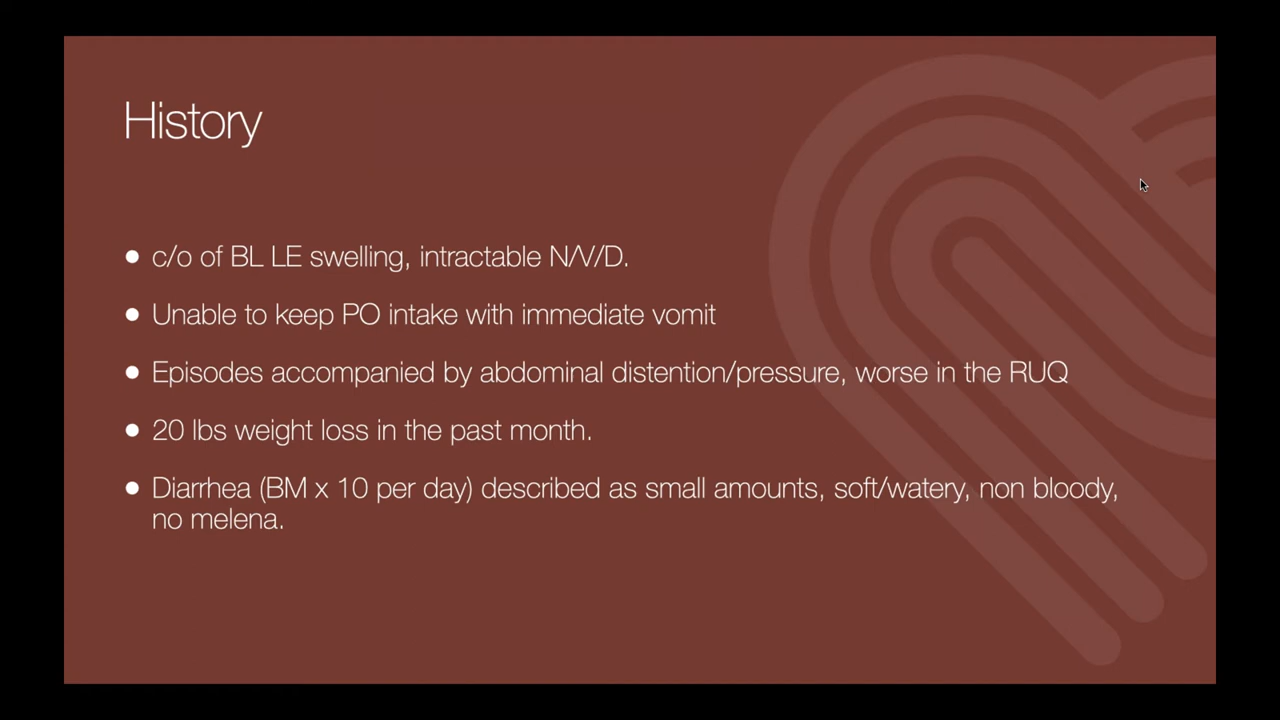 History
● c/o of BL LE swelling, intractable N/V/D.
● Unable to keep PO intake with immediate vomit
● Episodes accompanied by abdominal distention/pressure, worse in the RUQ
● 20 lbs weight loss in the past month.
● Diarrhea (BM x 10 per day) described as small amounts, soft/watery, non bloody,
no melena.